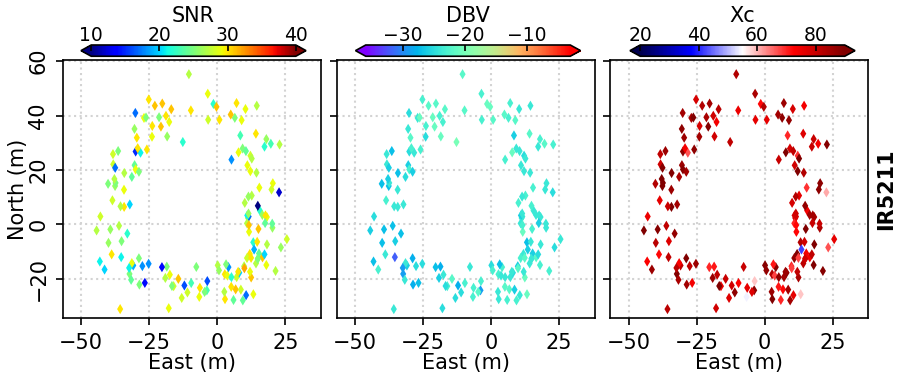 SNR DBV Xc
10 20 30 40 −30 −20 −10 20 40 60 80
60
40
20
0
−20
North (m)
IR5211
−50 −25 0 25 −50 −25 0 25 −50 −25 0 25
East (m) East (m) East (m)